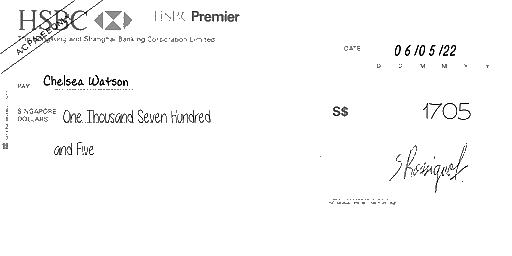 HSBC HSBC Premier
The Hongkong and Shanghai Banking Corporation Limited
A/C PAYEE ONLY
DATE 06/05/22
D D M M Y Y
PAY Chelsea Watson
SINGAPORE DOLLARS One Thousand Seven Hundred
and Five
S$ 1705